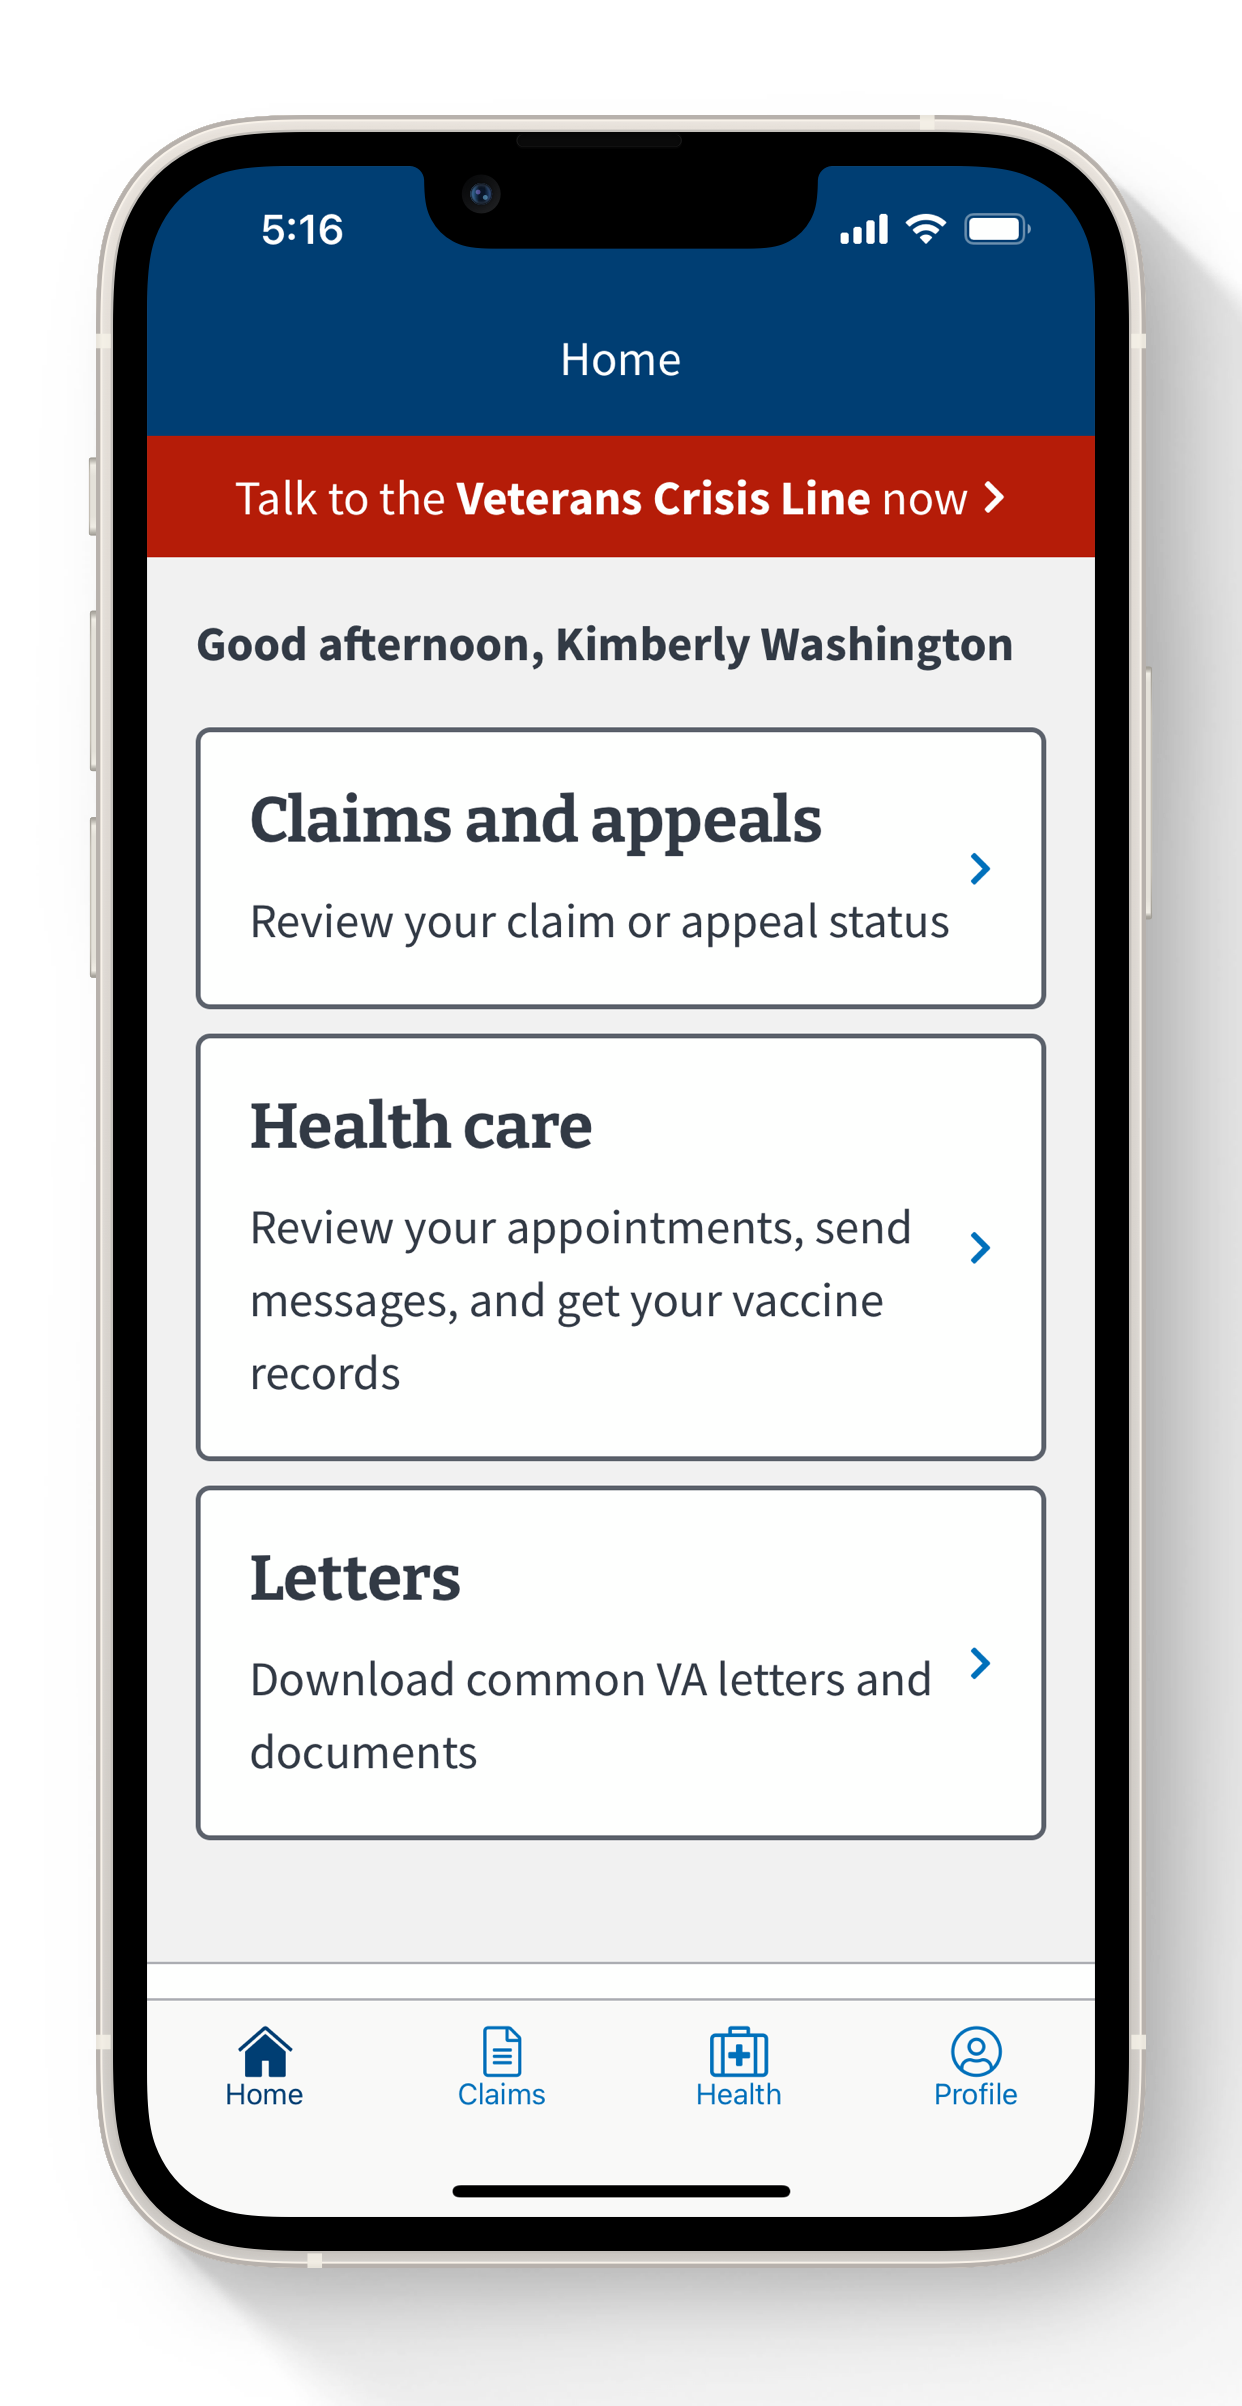 5:16
Home
Talk to the Veterans Crisis Line now
Good afternoon, Kimberly Washington
Claims and appeals
Review your claim or appeal status
Health care
Review your appointments, send
messages, and get your vaccine
records
Letters
Download common VA letters and
documents
Home Claims Health Profile